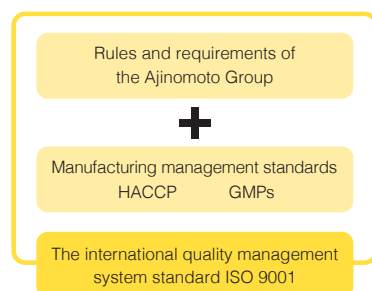 Rules and requirements of
the Ajinomoto Group
+
Manufacturing management standards
HACCP GMPs
The international quality management
system standard ISO 9001